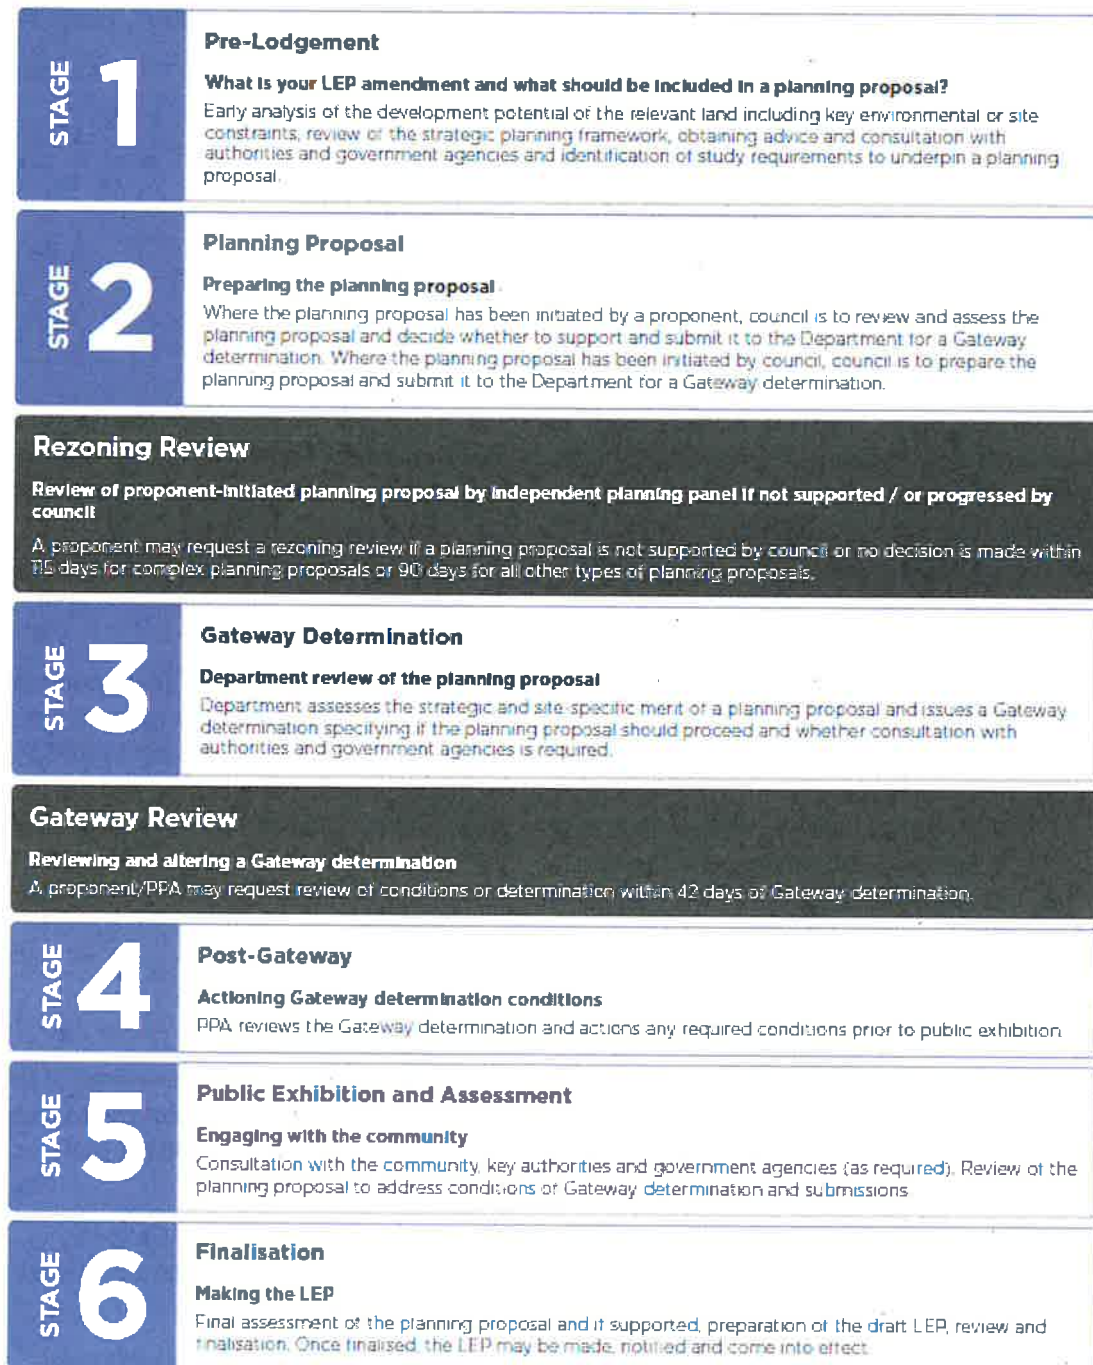 STAGE 1
Pre-Lodgement
What is your LEP amendment and what should be included in a planning proposal?
Early analysis of the development potential of the relevant land including key environmental or site
constraints, review of the strategic planning framework, obtaining advice and consultation with
authorities and government agencies and identification of study requirements to underpin a planning
proposal.
STAGE 2
Planning Proposal
Preparing the planning proposal
Where the planning proposal has been initiated by a proponent, council is to review and assess the
planning proposal and decide whether to support and submit it to the Department for a Gateway
determination. Where the planning proposal has been initiated by council, council is to prepare the
planning proposal and submit it to the Department for a Gateway determination.
Rezoning Review
Review of proponent-initiated planning proposal by independent planning panel if not supported / or progressed by
council
A proponent may request a rezoning review if a planning proposal is not supported by council or no decision is made within
115 days for complex planning proposals or 90 days for all other types of planning proposals.
STAGE 3
Gateway Determination
Department review of the planning proposal
Department assesses the strategic and site-specific merit of a planning proposal and issues a Gateway
determination specifying if the planning proposal should proceed and whether consultation with
authorities and government agencies is required.
Gateway Review
Reviewing and altering a Gateway determination
A proponent/PPA may request review of conditions or determination within 42 days of Gateway determination.
STAGE 4
Post-Gateway
Actioning Gateway determination conditions
PPA reviews the Gateway determination and actions any required conditions prior to public exhibition
STAGE 5
Public Exhibition and Assessment
Engaging with the community
Consultation with the community, key authorities and government agencies (as required). Review of the
planning proposal to address conditions of Gateway determination and submissions
STAGE 6
Finalisation
Making the LEP
Final assessment of the planning proposal and if supported, preparation of the draft LEP, review and
finalisation. Once finalised, the LEP may be made, notified and come into effect